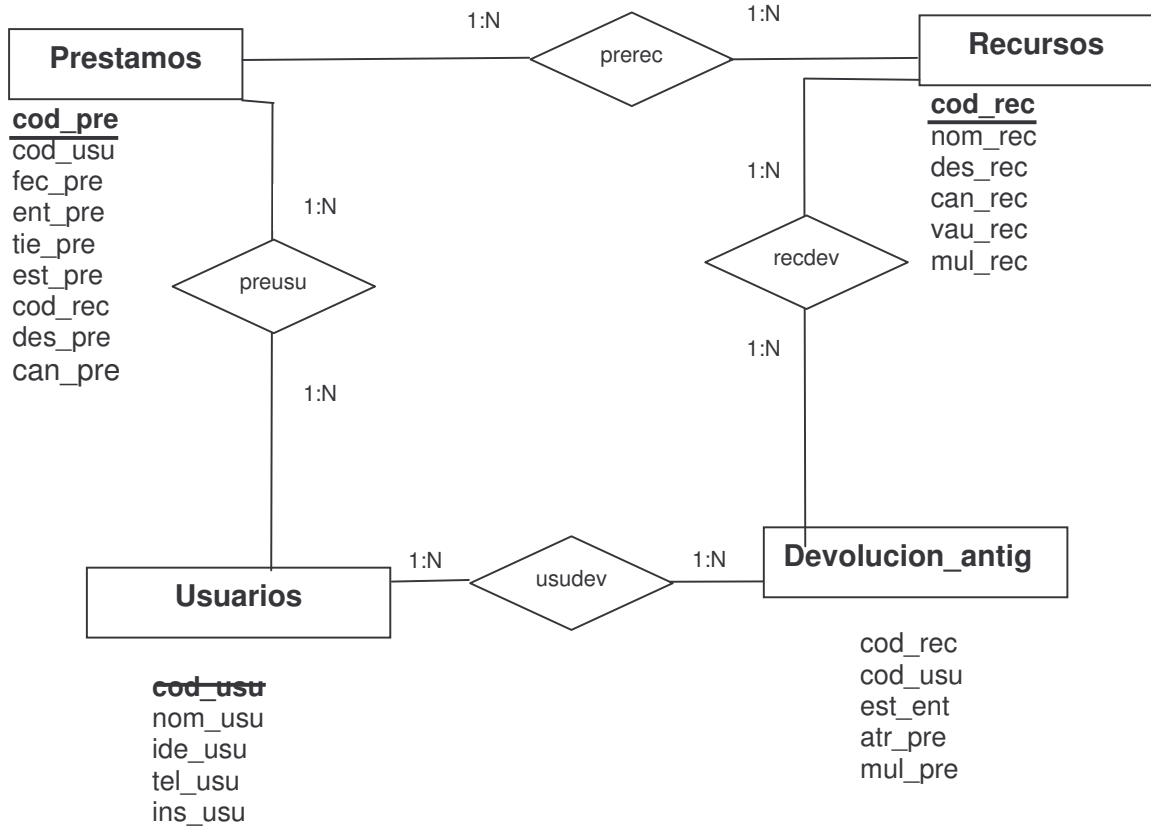 1:N
1:N
Prestamos
prerec
Recursos
cod_pre
cod_usu
fec_pre
ent_pre
tie_pre
est_pre
cod_rec
des_pre
can_pre
cod_rec
nom_rec
des_rec
can_rec
vau_rec
mul_rec
1:N
1:N
preusu
recdev
1:N
1:N
1:N
1:N
Usuarios
usudev
Devolucion_antig
cod_usu
nom_usu
ide_usu
tel_usu
ins_usu
cod_rec
cod_usu
est_ent
atr_pre
mul_pre